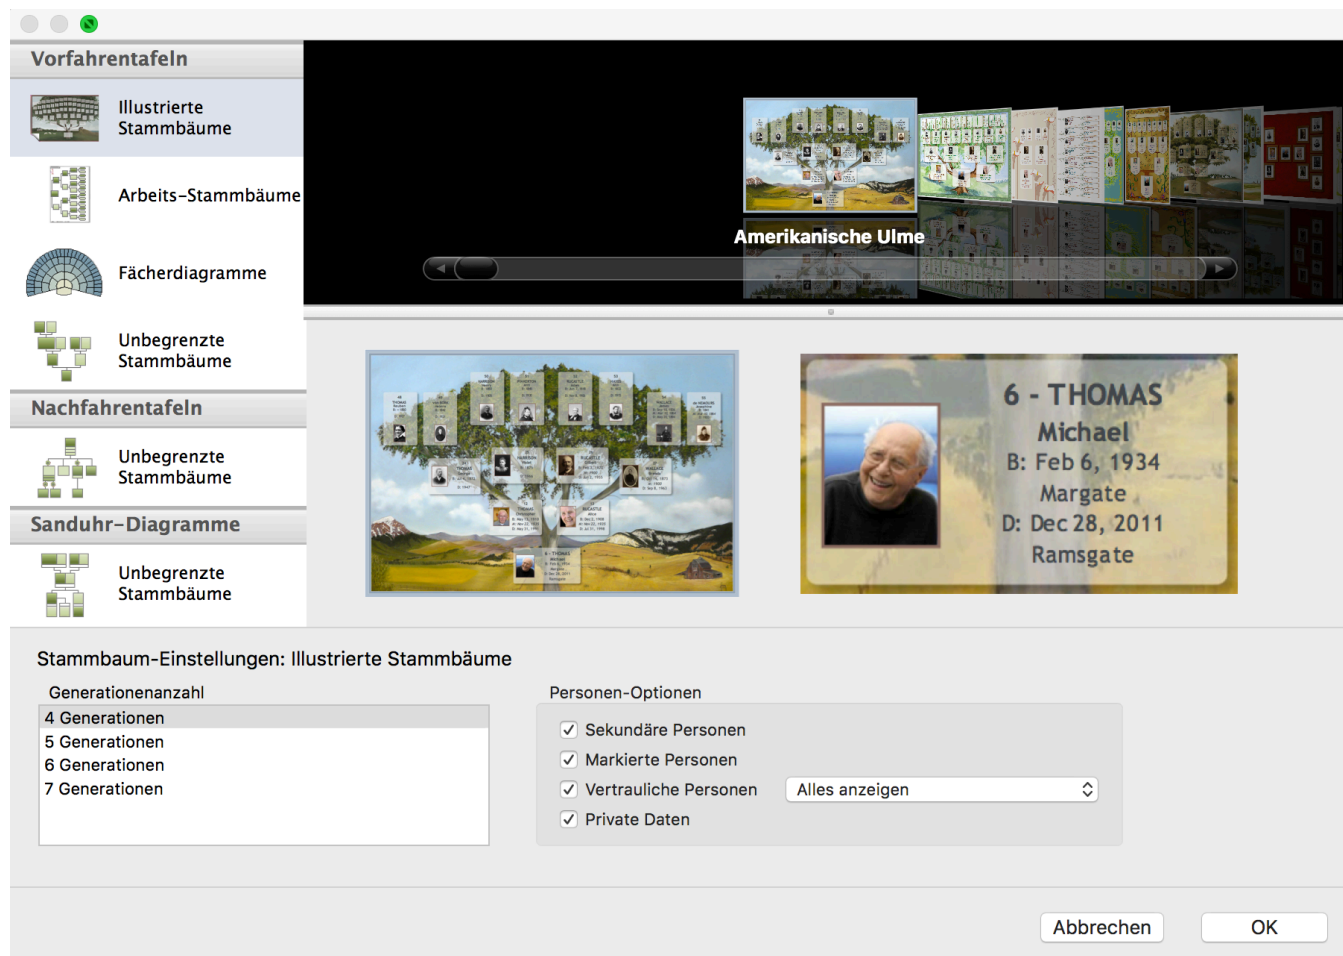 Vorfahrentafeln
Illustrierte
Stammbäume
Arbeits-Stammbäume
Fächerdiagramme
Unbegrenzte
Stammbäume
Nachfahrentafeln
Unbegrenzte
Stammbäume
Sanduhr-Diagramme
Unbegrenzte
Stammbäume
Amerikanische Ulme
6 - THOMAS
Michael
B: Feb 6, 1934
Margate
D: Dec 28, 2011
Ramsgate
Stammbaum-Einstellungen: Illustrierte Stammbäume
Generationenanzahl
4 Generationen
5 Generationen
6 Generationen
7 Generationen
Personen-Optionen
Sekundäre Personen
Markierte Personen
Vertrauliche Personen
Alles anzeigen
Private Daten
Abbrechen
OK